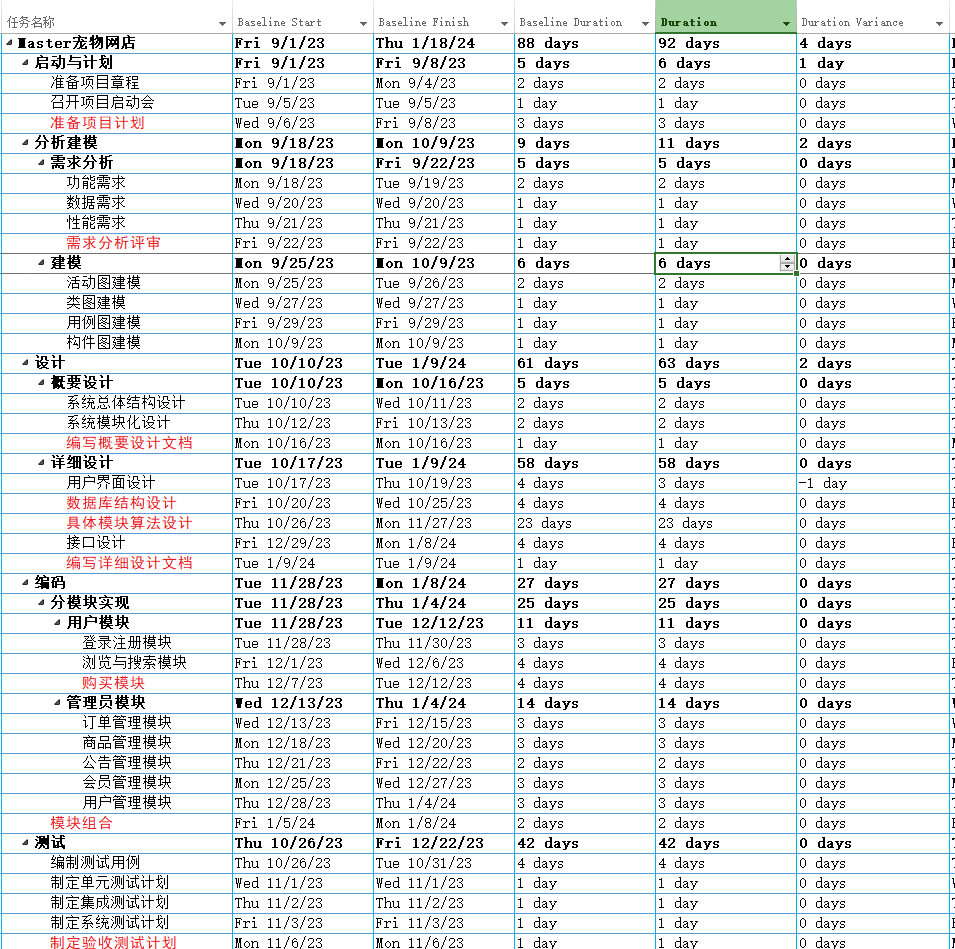 任务名称 Baseline Start Baseline Finish Baseline Duration Duration Duration Variance
Master宠物网店 Fri 9/1/23 Thu 1/18/24 88 days 92 days 4 days
启动与计划 Fri 9/1/23 Fri 9/8/23 5 days 6 days 1 day
准备项目章程 Fri 9/1/23 Mon 9/4/23 2 days 2 days 0 days
召开项目启动会 Tue 9/5/23 Tue 9/5/23 1 day 1 day 0 days
准备项目计划 Wed 9/6/23 Fri 9/8/23 3 days 3 days 0 days
分析建模 Mon 9/18/23 Mon 10/9/23 9 days 11 days 2 days
需求分析 Mon 9/18/23 Fri 9/22/23 5 days 5 days 0 days
功能需求 Mon 9/18/23 Tue 9/19/23 2 days 2 days 0 days
数据需求 Wed 9/20/23 Wed 9/20/23 1 day 1 day 0 days
性能需求 Thu 9/21/23 Thu 9/21/23 1 day 1 day 0 days
需求分析评审 Fri 9/22/23 Fri 9/22/23 1 day 1 day 0 days
建模 Mon 9/25/23 Mon 10/9/23 6 days 6 days 0 days
活动图建模 Mon 9/25/23 Tue 9/26/23 2 days 2 days 0 days
类图建模 Wed 9/27/23 Wed 9/27/23 1 day 1 day 0 days
用例图建模 Fri 9/29/23 Fri 9/29/23 1 day 1 day 0 days
构件图建模 Mon 10/9/23 Mon 10/9/23 1 day 1 day 0 days
设计 Tue 10/10/23 Tue 1/9/24 61 days 63 days 2 days
概要设计 Tue 10/10/23 Mon 10/16/23 5 days 5 days 0 days
系统总体结构设计 Tue 10/10/23 Wed 10/11/23 2 days 2 days 0 days
系统模块化设计 Thu 10/12/23 Fri 10/13/23 2 days 2 days 0 days
编写概要设计文档 Mon 10/16/23 Mon 10/16/23 1 day 1 day 0 days
详细设计 Tue 10/17/23 Tue 1/9/24 58 days 58 days 0 days
用户界面设计 Tue 10/17/23 Thu 10/19/23 4 days 3 days -1 day
数据库结构设计 Fri 10/20/23 Wed 10/25/23 4 days 4 days 0 days
具体模块算法设计 Thu 10/26/23 Mon 11/27/23 23 days 23 days 0 days
接口设计 Fri 12/29/23 Mon 1/8/24 4 days 4 days 0 days
编写详细设计文档 Tue 1/9/24 Tue 1/9/24 1 day 1 day 0 days
编码 Tue 11/28/23 Mon 1/8/24 27 days 27 days 0 days
分模块实现 Tue 11/28/23 Thu 1/4/24 25 days 25 days 0 days
用户模块 Tue 11/28/23 Tue 12/12/23 11 days 11 days 0 days
登录注册模块 Tue 11/28/23 Thu 11/30/23 3 days 3 days 0 days
浏览与搜索模块 Fri 12/1/23 Wed 12/6/23 4 days 4 days 0 days
购买模块 Thu 12/7/23 Tue 12/12/23 4 days 4 days 0 days
管理员模块 Wed 12/13/23 Thu 1/4/24 14 days 14 days 0 days
订单管理模块 Wed 12/13/23 Fri 12/15/23 3 days 3 days 0 days
商品管理模块 Mon 12/18/23 Wed 12/20/23 3 days 3 days 0 days
公告管理模块 Thu 12/21/23 Fri 12/22/23 2 days 2 days 0 days
会员管理模块 Mon 12/25/23 Wed 12/27/23 3 days 3 days 0 days
用户管理模块 Thu 12/28/23 Thu 1/4/24 3 days 3 days 0 days
模块组合 Fri 1/5/24 Mon 1/8/24 2 days 2 days 0 days
测试 Thu 10/26/23 Fri 12/22/23 42 days 42 days 0 days
编制测试用例 Thu 10/26/23 Tue 10/31/23 4 days 4 days 0 days
制定单元测试计划 Wed 11/1/23 Wed 11/1/23 1 day 1 day 0 days
制定集成测试计划 Thu 11/2/23 Thu 11/2/23 1 day 1 day 0 days
制定系统测试计划 Fri 11/3/23 Fri 11/3/23 1 day 1 day 0 days
制定验收测试计划 Mon 11/6/23 Mon 11/6/23 1 day 1 day 0 days